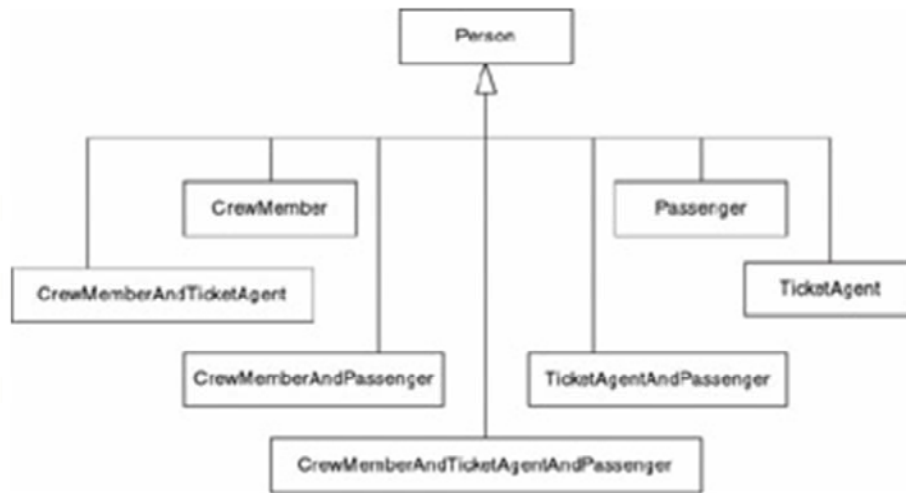 Person
CrewMember
Passenger
CrewMemberAndTicketAgent
TicketAgent
CrewMemberAndPassenger
TicketAgentAndPassenger
CrewMemberAndTicketAgentAndPassenger